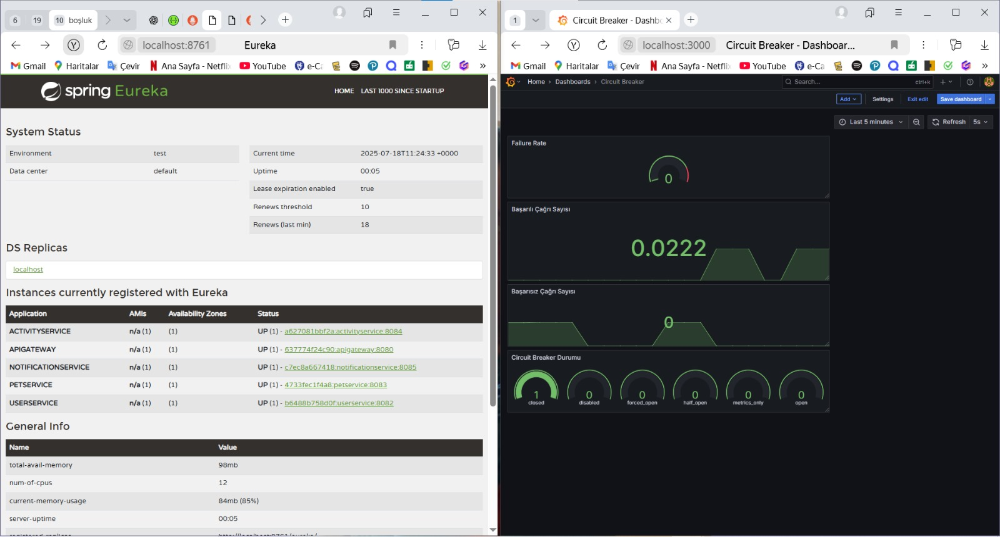 6
19
10 boşluk
localhost:8761
Eureka
Gmail
Haritalar
Çevir
Ana Sayfa - Netflix
YouTube
e-Ca
»
spring Eureka
HOME
LAST 1000 SINCE STARTUP
System Status
Environment test
Data center default
Current time 2025-07-18T11:24:33 +0000
Uptime 00:05
Lease expiration enabled true
Renews threshold 10
Renews (last min) 18
DS Replicas
localhost
Instances currently registered with Eureka
Application AMIs Availability Zones Status
ACTIVITYSERVICE n/a (1) (1) UP (1) - a627081bbf2a:activityservice:8084
APIGATEWAY n/a (1) (1) UP (1) - 637774f24c90:apigateway:8080
NOTIFICATIONSERVICE n/a (1) (1) UP (1) - c7ec8a667418:notificationservice:8085
PETSERVICE n/a (1) (1) UP (1) - 4733fec1f4a8:petservice:8083
USERSERVICE n/a (1) (1) UP (1) - b6488b758d0f:userservice:8082
General Info
Name Value
total-avail-memory 98mb
num-of-cpus 12
current-memory-usage 84mb (85%)
server-uptime 00:05
registered-replicas http://localhost:8761/eureka/
1
Circuit Breaker - Dashbo
localhost:3000
Circuit Breaker - Dashboar...
Gmail
Haritalar
Çevir
Ana Sayfa - Netflix
YouTube
e-Ca
»
Home › Dashboards › Circuit Breaker
Search...
ctrl+k
Add
Settings
Exit edit
Save dashboard
Last 5 minutes
Refresh
5s
Failure Rate
0
Başarılı Çağrı Sayısı
0.0222
Başarısız Çağrı Sayısı
0
Circuit Breaker Durumu
1 0 0 0 0 0
closed disabled forced_open half_open metrics_only open